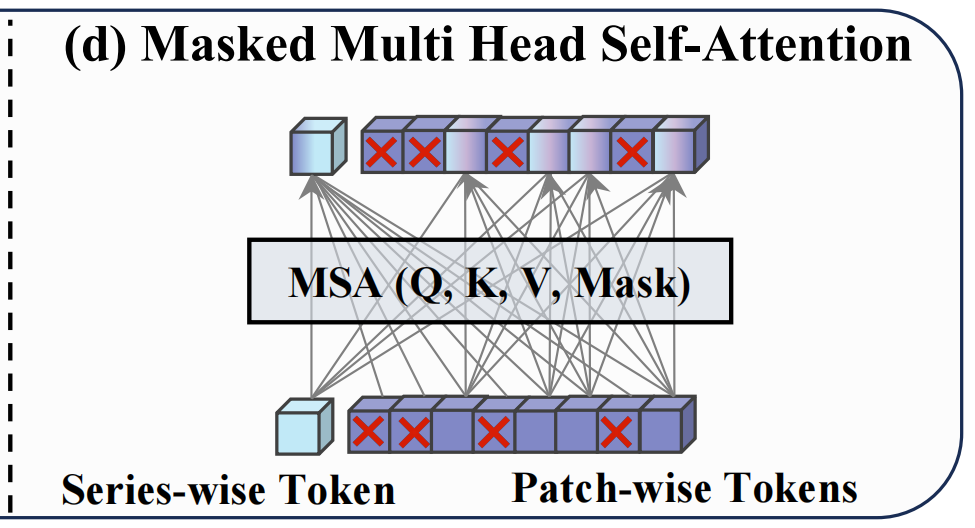 (d) Masked Multi Head Self-Attention
MSA (Q, K, V, Mask)
Series-wise Token
Patch-wise Tokens